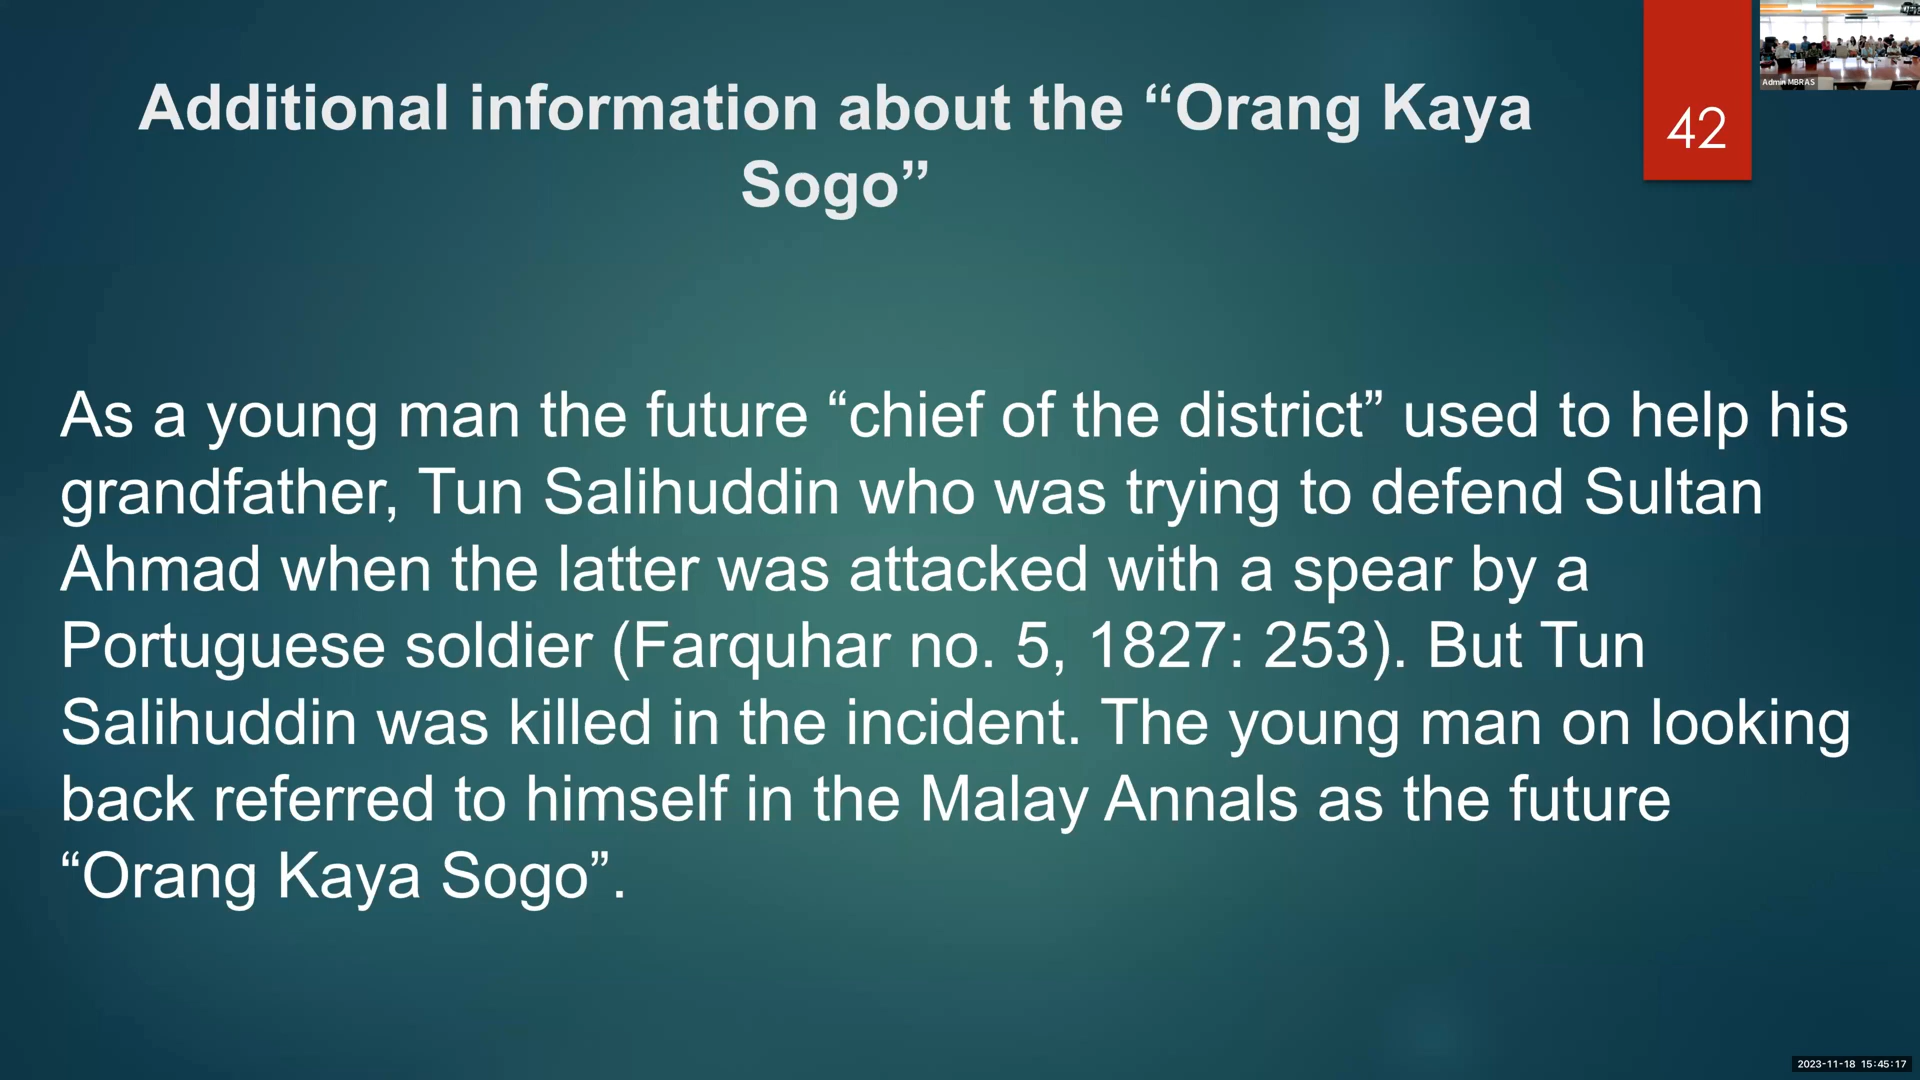 Additional information about the “Orang Kaya
Sogo”
42
Admin MBRAS
As a young man the future “chief of the district” used to help his
grandfather, Tun Salihuddin who was trying to defend Sultan
Ahmad when the latter was attacked with a spear by a
Portuguese soldier (Farquhar no. 5, 1827: 253). But Tun
Salihuddin was killed in the incident. The young man on looking
back referred to himself in the Malay Annals as the future
“Orang Kaya Sogo”.
2023-11-18 15:45:17